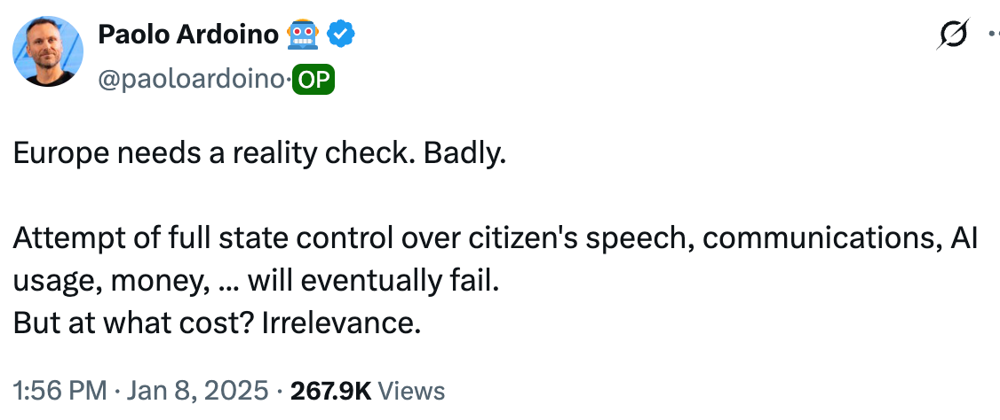 Paolo Ardoino 🤖
@paoloardoino·OP
Europe needs a reality check. Badly.
Attempt of full state control over citizen's speech, communications, AI
usage, money, ... will eventually fail.
But at what cost? Irrelevance.
1:56 PM · Jan 8, 2025 · 267.9K Views